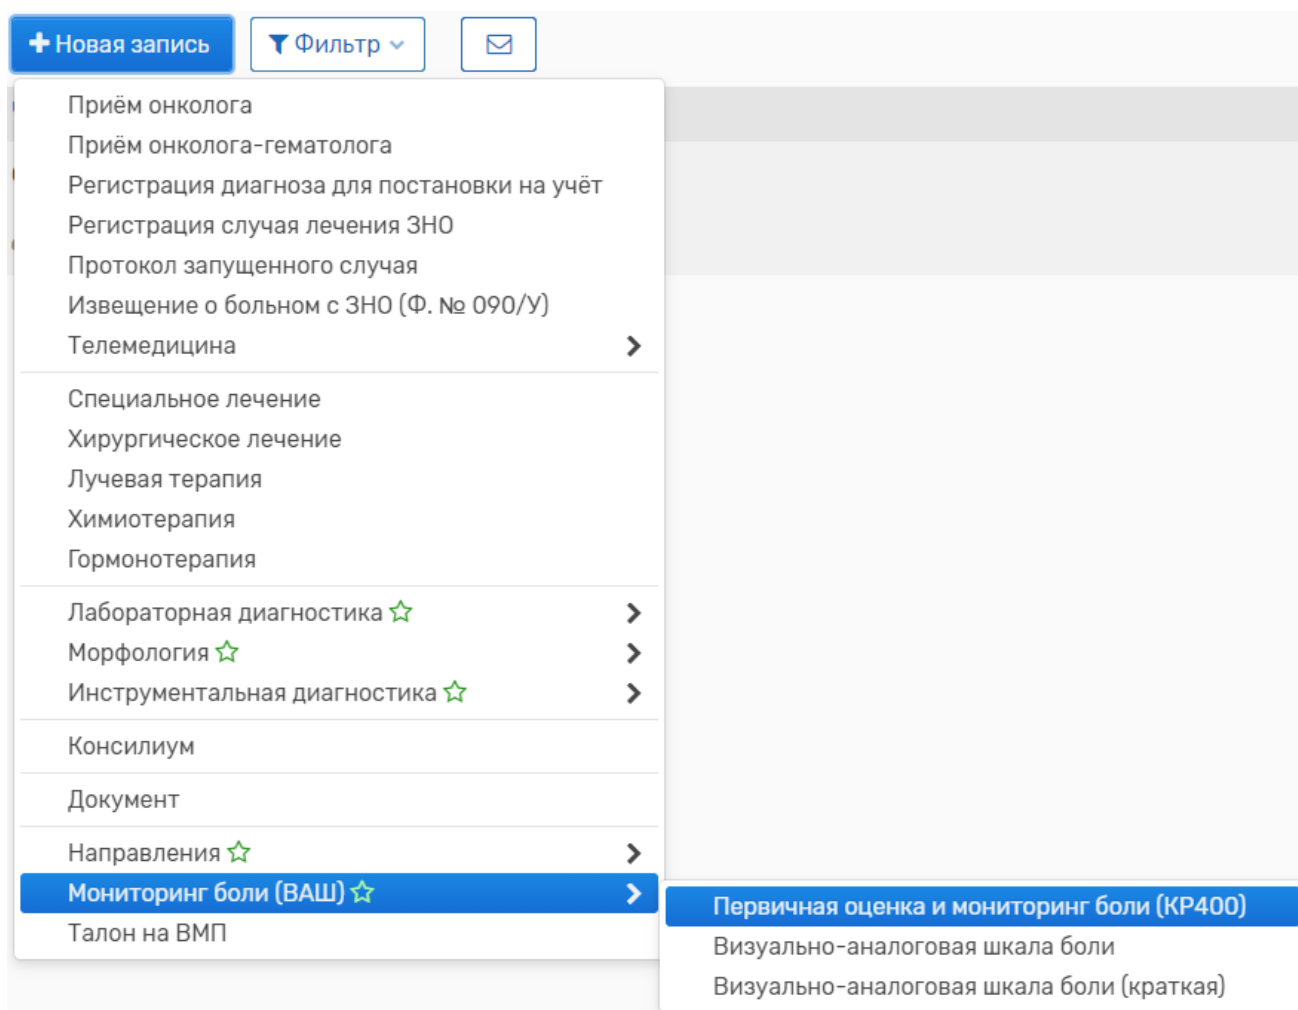 Новая запись
Фильтр
Приём онколога
Приём онколога-гематолога
Регистрация диагноза для постановки на учёт
Регистрация случая лечения ЗНО
Протокол запущенного случая
Извещение о больном с ЗНО (Ф. № 090/У)
Телемедицина
Специальное лечение
Хирургическое лечение
Лучевая терапия
Химиотерапия
Гормонотерапия
Лабораторная диагностика
Морфология
Инструментальная диагностика
Консилиум
Документ
Направления
Мониторинг боли (ВАШ)
Талон на ВМП
Первичная оценка и мониторинг боли (КР400)
Визуально-аналоговая шкала боли
Визуально-аналоговая шкала боли (краткая)